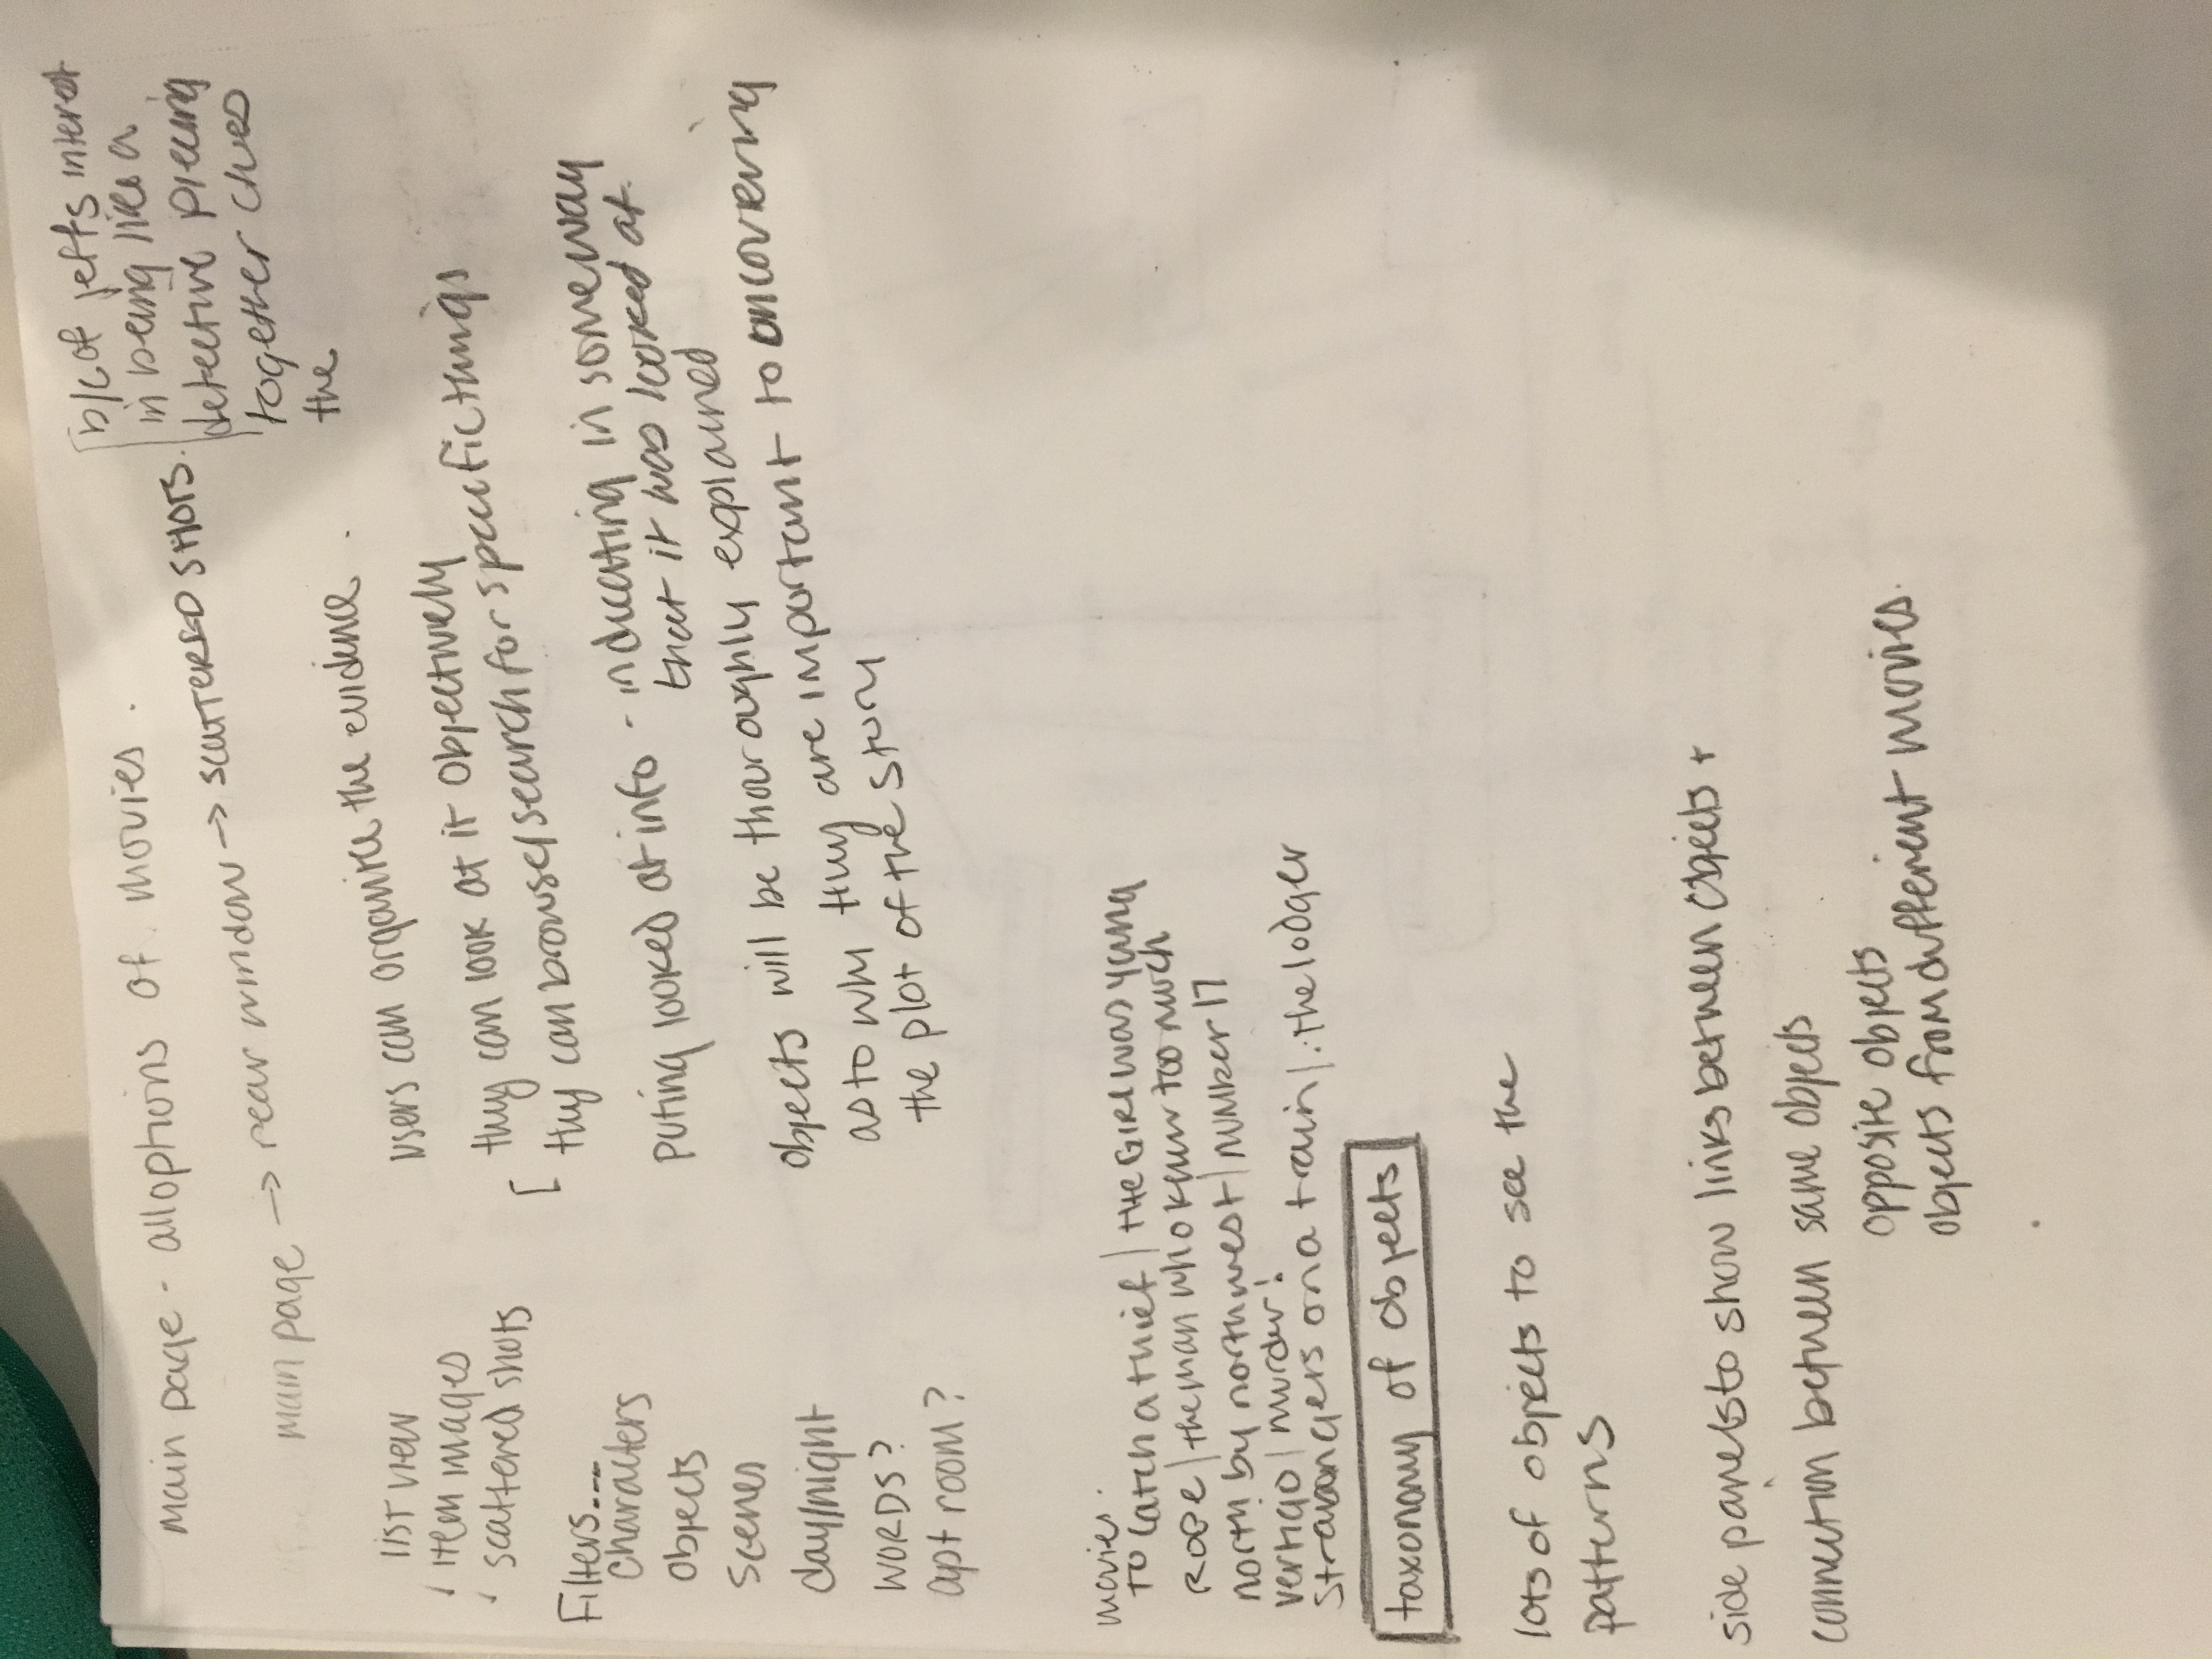 main page - all options of movies.
main page → rear window → SCATTERED SHOTS.
b/c of jeffs interest
in being like a
detective piecing
together clues
the
list view
item images
scattered shots
Filters...
characters
objects
scenes
day/night
WORDS?
apt room?
users can organize the evidence.
they can look at it objectively
they can browse/search for specific things
puting looked at info - indicating in some way
that it was looked at.
objects will be thouroughly explained
as to why they are important to uncovering
the plot of the story
movies.
TO catch a thief | THE GIRL was young
ROPE | the man who knew too much
north by northwest | NUMBER 17
vertigo | murder!
strangers on a train | the lodger
taxonomy of objects
lots of objects to see the
patterns
side panels to show links between objects +
connection between same objects
opposite objects
objects from different movies.